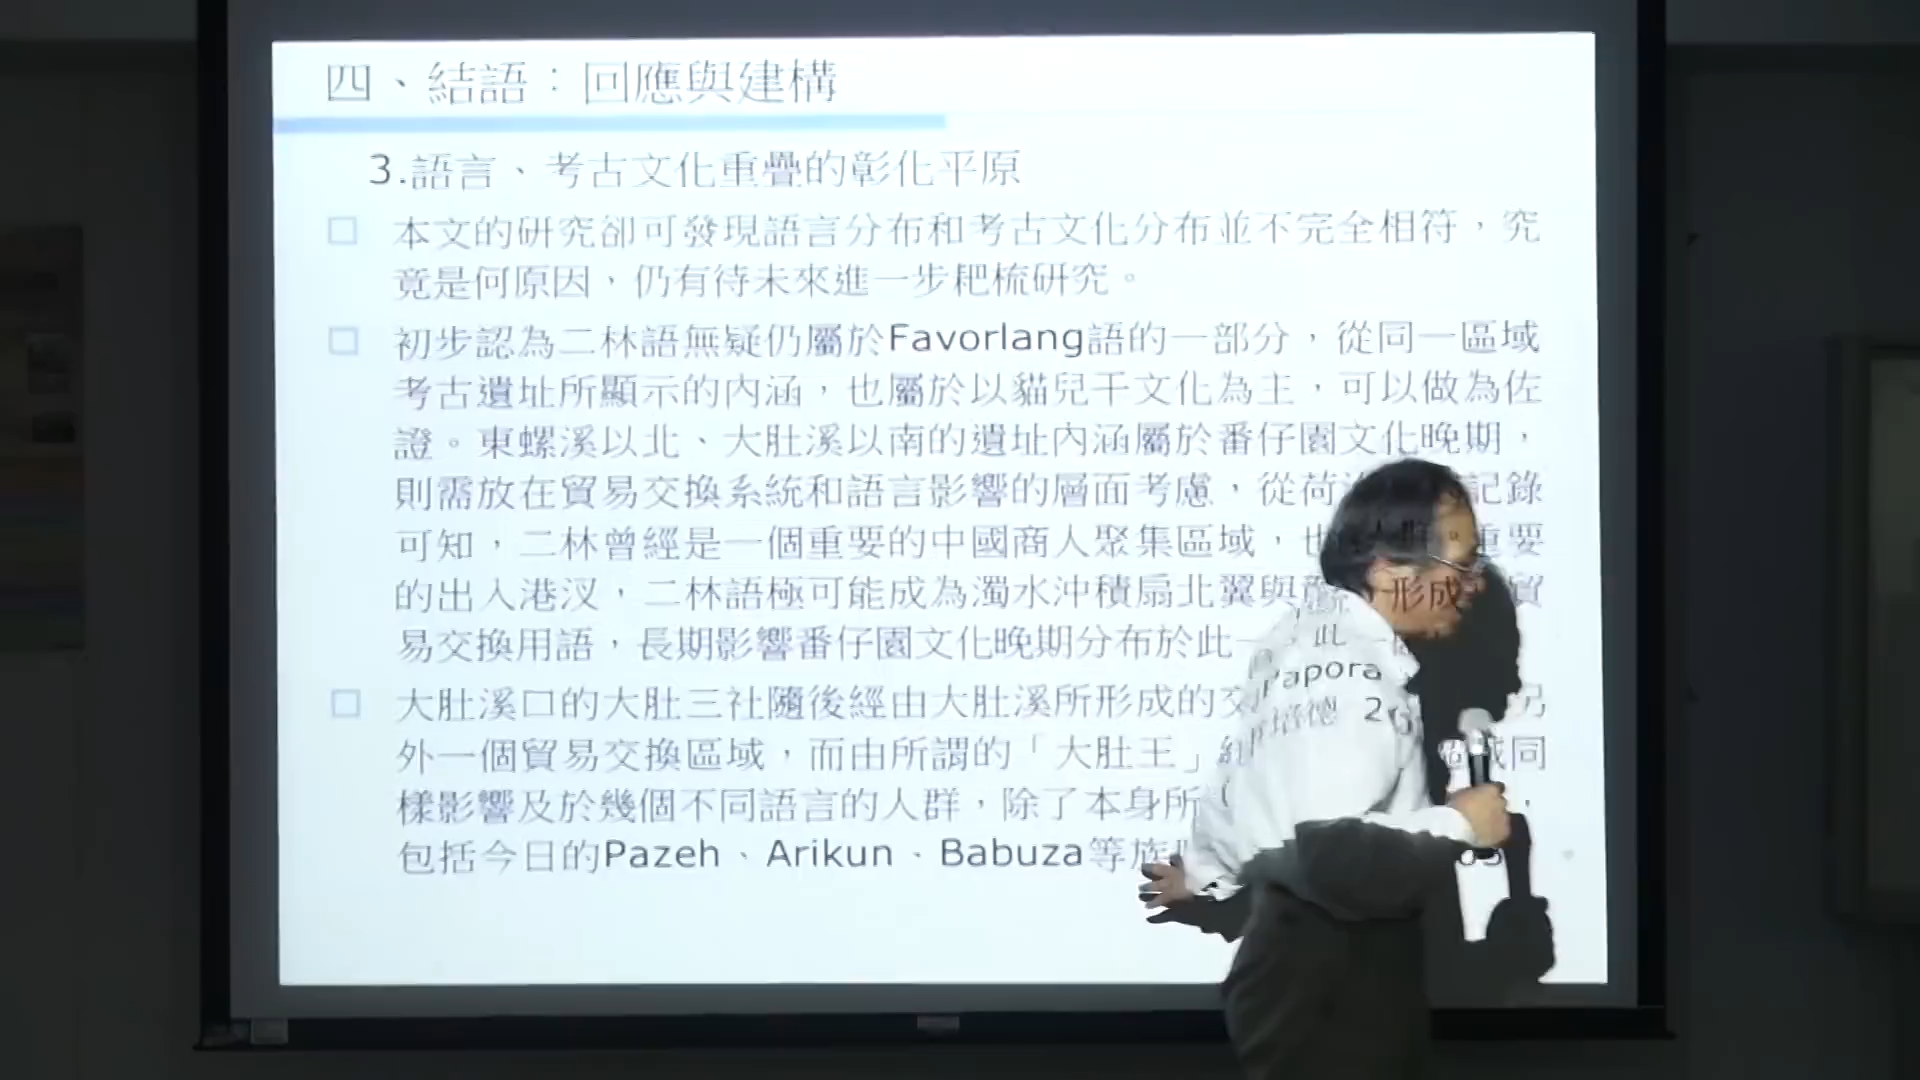 四、結語：回應與建構
3.語言、考古文化重疊的彰化平原
本文的研究卻可發現語言分布和考古文化分布並不完全相符，究
竟是何原因，仍有待未來進一步耙梳研究。
初步認為二林語無疑仍屬於Favorlang語的一部分，從同一區域
考古遺址所顯示的內涵，也屬於以貓兒干文化為主，可以做為佐
證。東螺溪以北、大肚溪以南的遺址內涵屬於番仔園文化晚期，
則需放在貿易交換系統和語言影響的層面考慮，從荷 記錄
可知，二林曾經是一個重要的中國商人聚集區域，也 重要
的出入港汊，二林語極可能成為濁水沖積扇北翼與 形成 貿
易交換用語，長期影響番仔園文化晚期分布於此一 此
大肚溪口的大肚三社隨後經由大肚溪所形成的交 Papora 另
外一個貿易交換區域，而由所謂的「大肚王」 德 2 或同
樣影響及於幾個不同語言的人群，除了本身所 ，
包括今日的Pazeh、Arikun、Babuza等族